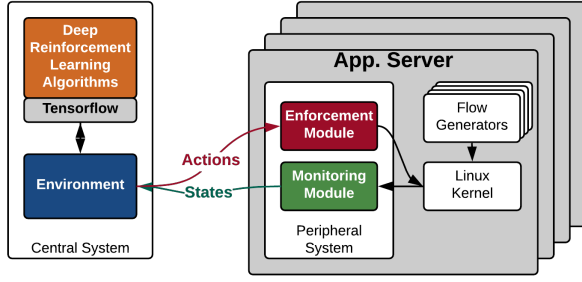 Deep
Reinforcement
Learning
Algorithms
Tensorflow
Environment
Central System
Actions
States
App. Server
Enforcement
Module
Monitoring
Module
Peripheral
System
Flow
Generators
Linux
Kernel